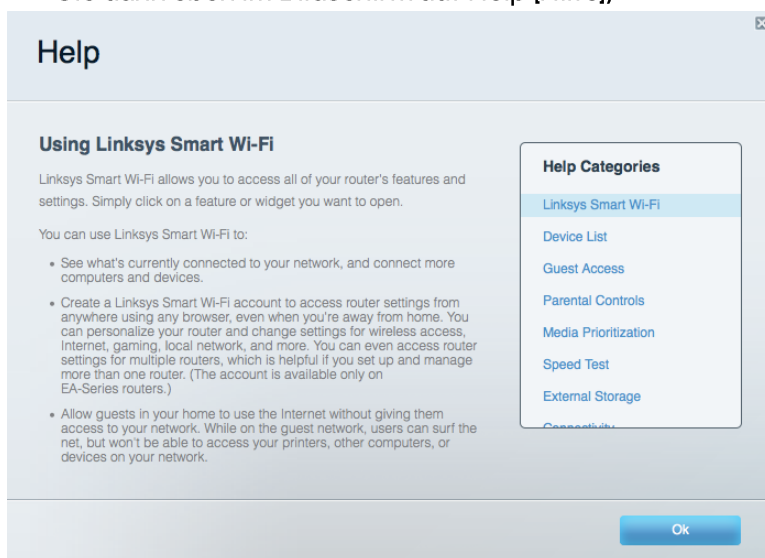 Sie dann oben im Bildschirm auf Help [Hilfe])
Help
Using Linksys Smart Wi-Fi
Linksys Smart Wi-Fi allows you to access all of your router's features and
settings. Simply click on a feature or widget you want to open.
You can use Linksys Smart Wi-Fi to:
• See what's currently connected to your network, and connect more
computers and devices.
• Create a Linksys Smart Wi-Fi account to access router settings from
anywhere using any browser, even when you're away from home. You
can personalize your router and change settings for wireless access,
Internet, gaming, local network, and more. You can even access router
settings for multiple routers, which is helpful if you set up and manage
more than one router. (The account is available only on
EA-Series routers.)
• Allow guests in your home to use the Internet without giving them
access to your network. While on the guest network, users can surf the
net, but won't be able to access your printers, other computers, or
devices on your network.
Help Categories
Linksys Smart Wi-Fi
Device List
Guest Access
Parental Controls
Media Prioritization
Speed Test
External Storage
Connectivity
Ok